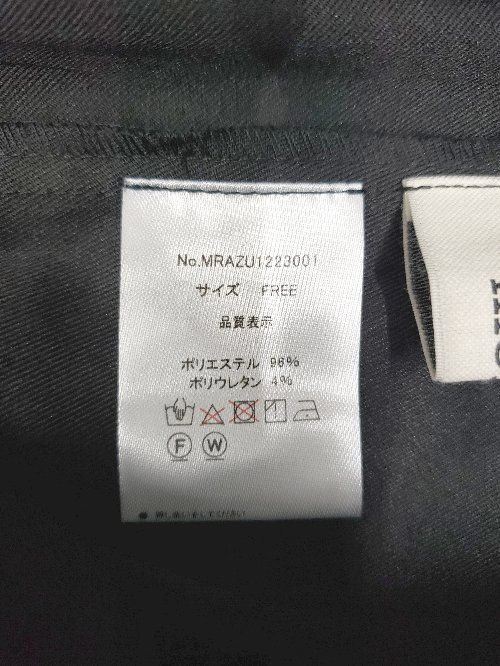 No.MRAZU1223001
サイズ FREE
品質表示
ポリエステル 96%
ポリウレタン 4%
F W